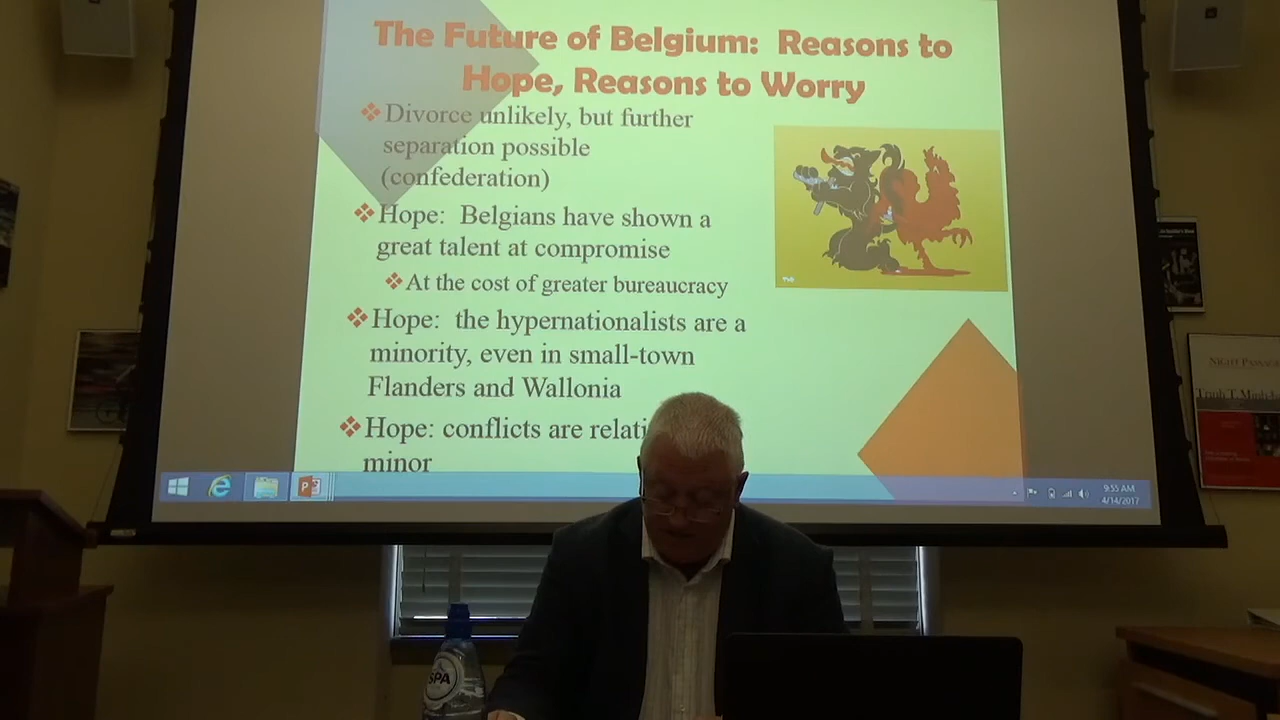 The Future of Belgium: Reasons to
Hope, Reasons to Worry
Divorce unlikely, but further
separation possible
(confederation)
Hope: Belgians have shown a
great talent at compromise
At the cost of greater bureaucracy
Hope: the hypernationalists are a
minority, even in small-town
Flanders and Wallonia
Hope: conflicts are relati
minor
9:55 AM
4/14/2017
SPA
NIGHT PASSAGE